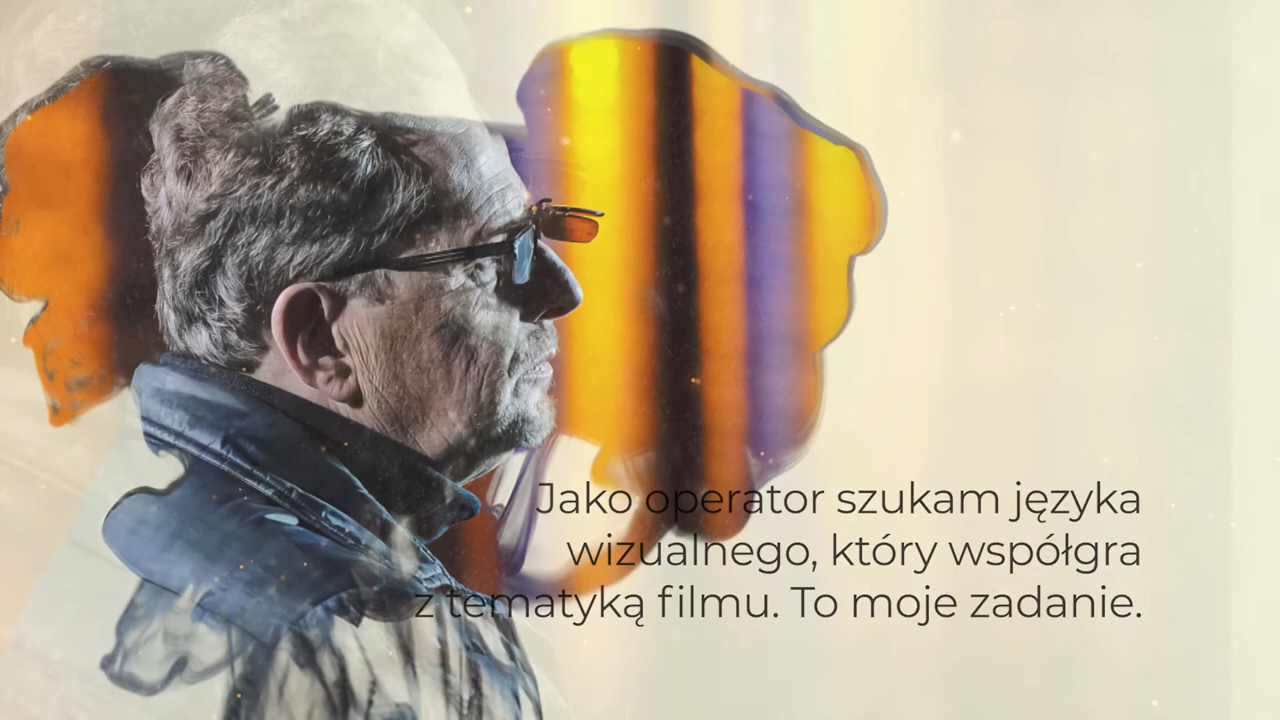 Jako operator szukam języka
wizualnego, który współgra
z tematyką filmu. To moje zadanie.